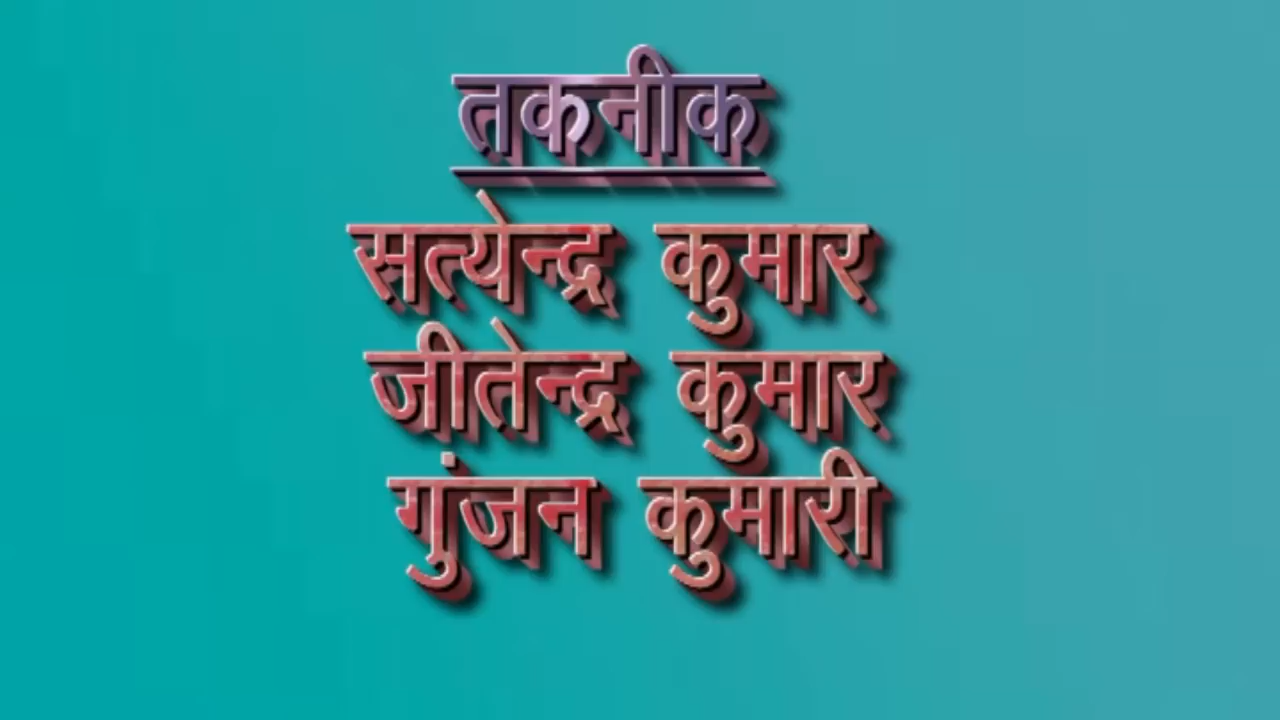 तकनीक
सत्येन्द्र कुमार
जीतेन्द्र कुमार
गुंजन कुमारी